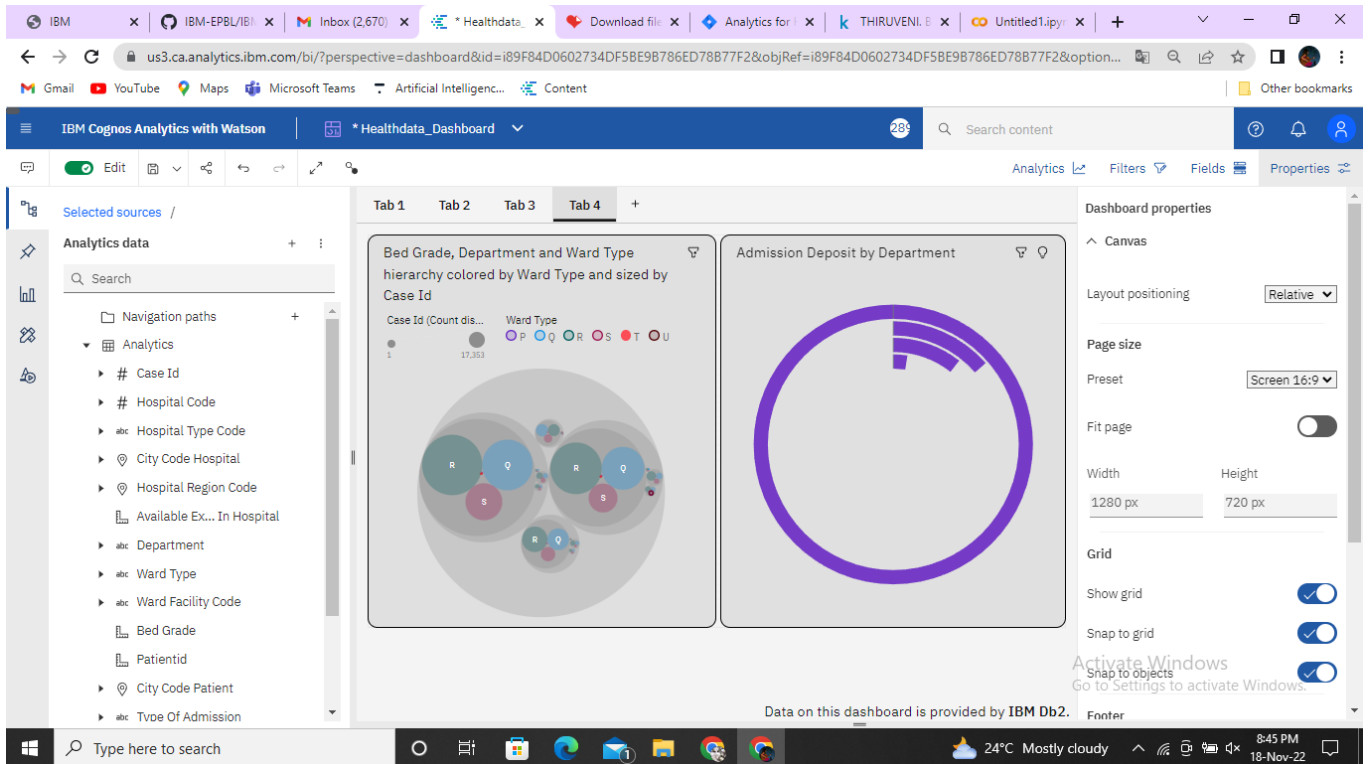 IBM
IBM-EPBL/IBM
Inbox (2,670)
* Healthdata_
Download file
Analytics for
THIRUVENI. E
Untitled1.ipyn
us3.ca.analytics.ibm.com/bi/?perspective=dashboard&id=i89F84D0602734DF5BE9B786ED78B77F2&objRef=i89F84D0602734DF5BE9B786ED78B77F2&option...
Gmail YouTube Maps Microsoft Teams Artificial Intelligenc... Content Other bookmarks
IBM Cognos Analytics with Watson * Healthdata_Dashboard 289 Search content
Edit Analytics Filters Fields Properties
Selected sources /
Analytics data
Search
Navigation paths
Analytics
# Case Id
# Hospital Code
abc Hospital Type Code
City Code Hospital
Hospital Region Code
Available Ex... In Hospital
abc Department
abc Ward Type
abc Ward Facility Code
Bed Grade
Patientid
City Code Patient
abc Type Of Admission
Tab 1 Tab 2 Tab 3 Tab 4 +
Bed Grade, Department and Ward Type
hierarchy colored by Ward Type and sized by
Case Id
Case Id (Count dis... Ward Type
P Q R S T U
1 17,353
R Q S
R Q S
R Q
Admission Deposit by Department
Data on this dashboard is provided by IBM Db2.
Dashboard properties
Canvas
Layout positioning Relative
Page size
Preset Screen 16:9
Fit page
Width Height
1280 px 720 px
Grid
Show grid
Snap to grid
Snap to objects
Footer
Activate Windows
Go to Settings to activate Windows.
Type here to search
1
24°C Mostly cloudy
8:45 PM
18-Nov-22